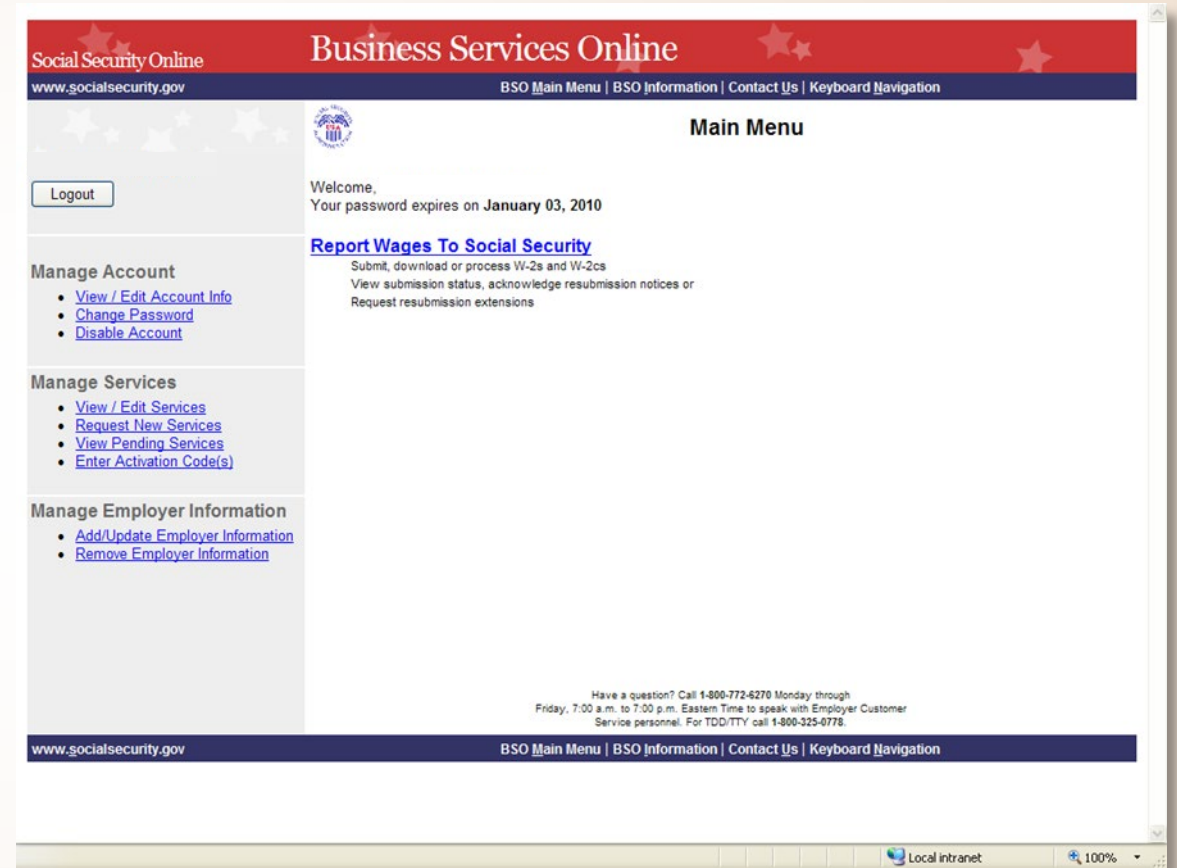 Social Security Online
Business Services Online
www.socialsecurity.gov
BSO Main Menu | BSO Information | Contact Us | Keyboard Navigation
USA
Main Menu
Logout
Welcome,
Your password expires on January 03, 2010
Report Wages To Social Security
Submit, download or process W-2s and W-2cs
View submission status, acknowledge resubmission notices or
Request resubmission extensions
Manage Account
View / Edit Account Info
Change Password
Disable Account
Manage Services
View / Edit Services
Request New Services
View Pending Services
Enter Activation Code(s)
Manage Employer Information
Add/Update Employer Information
Remove Employer Information
Have a question? Call 1-800-772-6270 Monday through
Friday, 7:00 a.m. to 7:00 p.m. Eastern Time to speak with Employer Customer
Service personnel. For TDD/TTY call 1-800-325-0778.
www.socialsecurity.gov
BSO Main Menu | BSO Information | Contact Us | Keyboard Navigation
Local intranet
100%